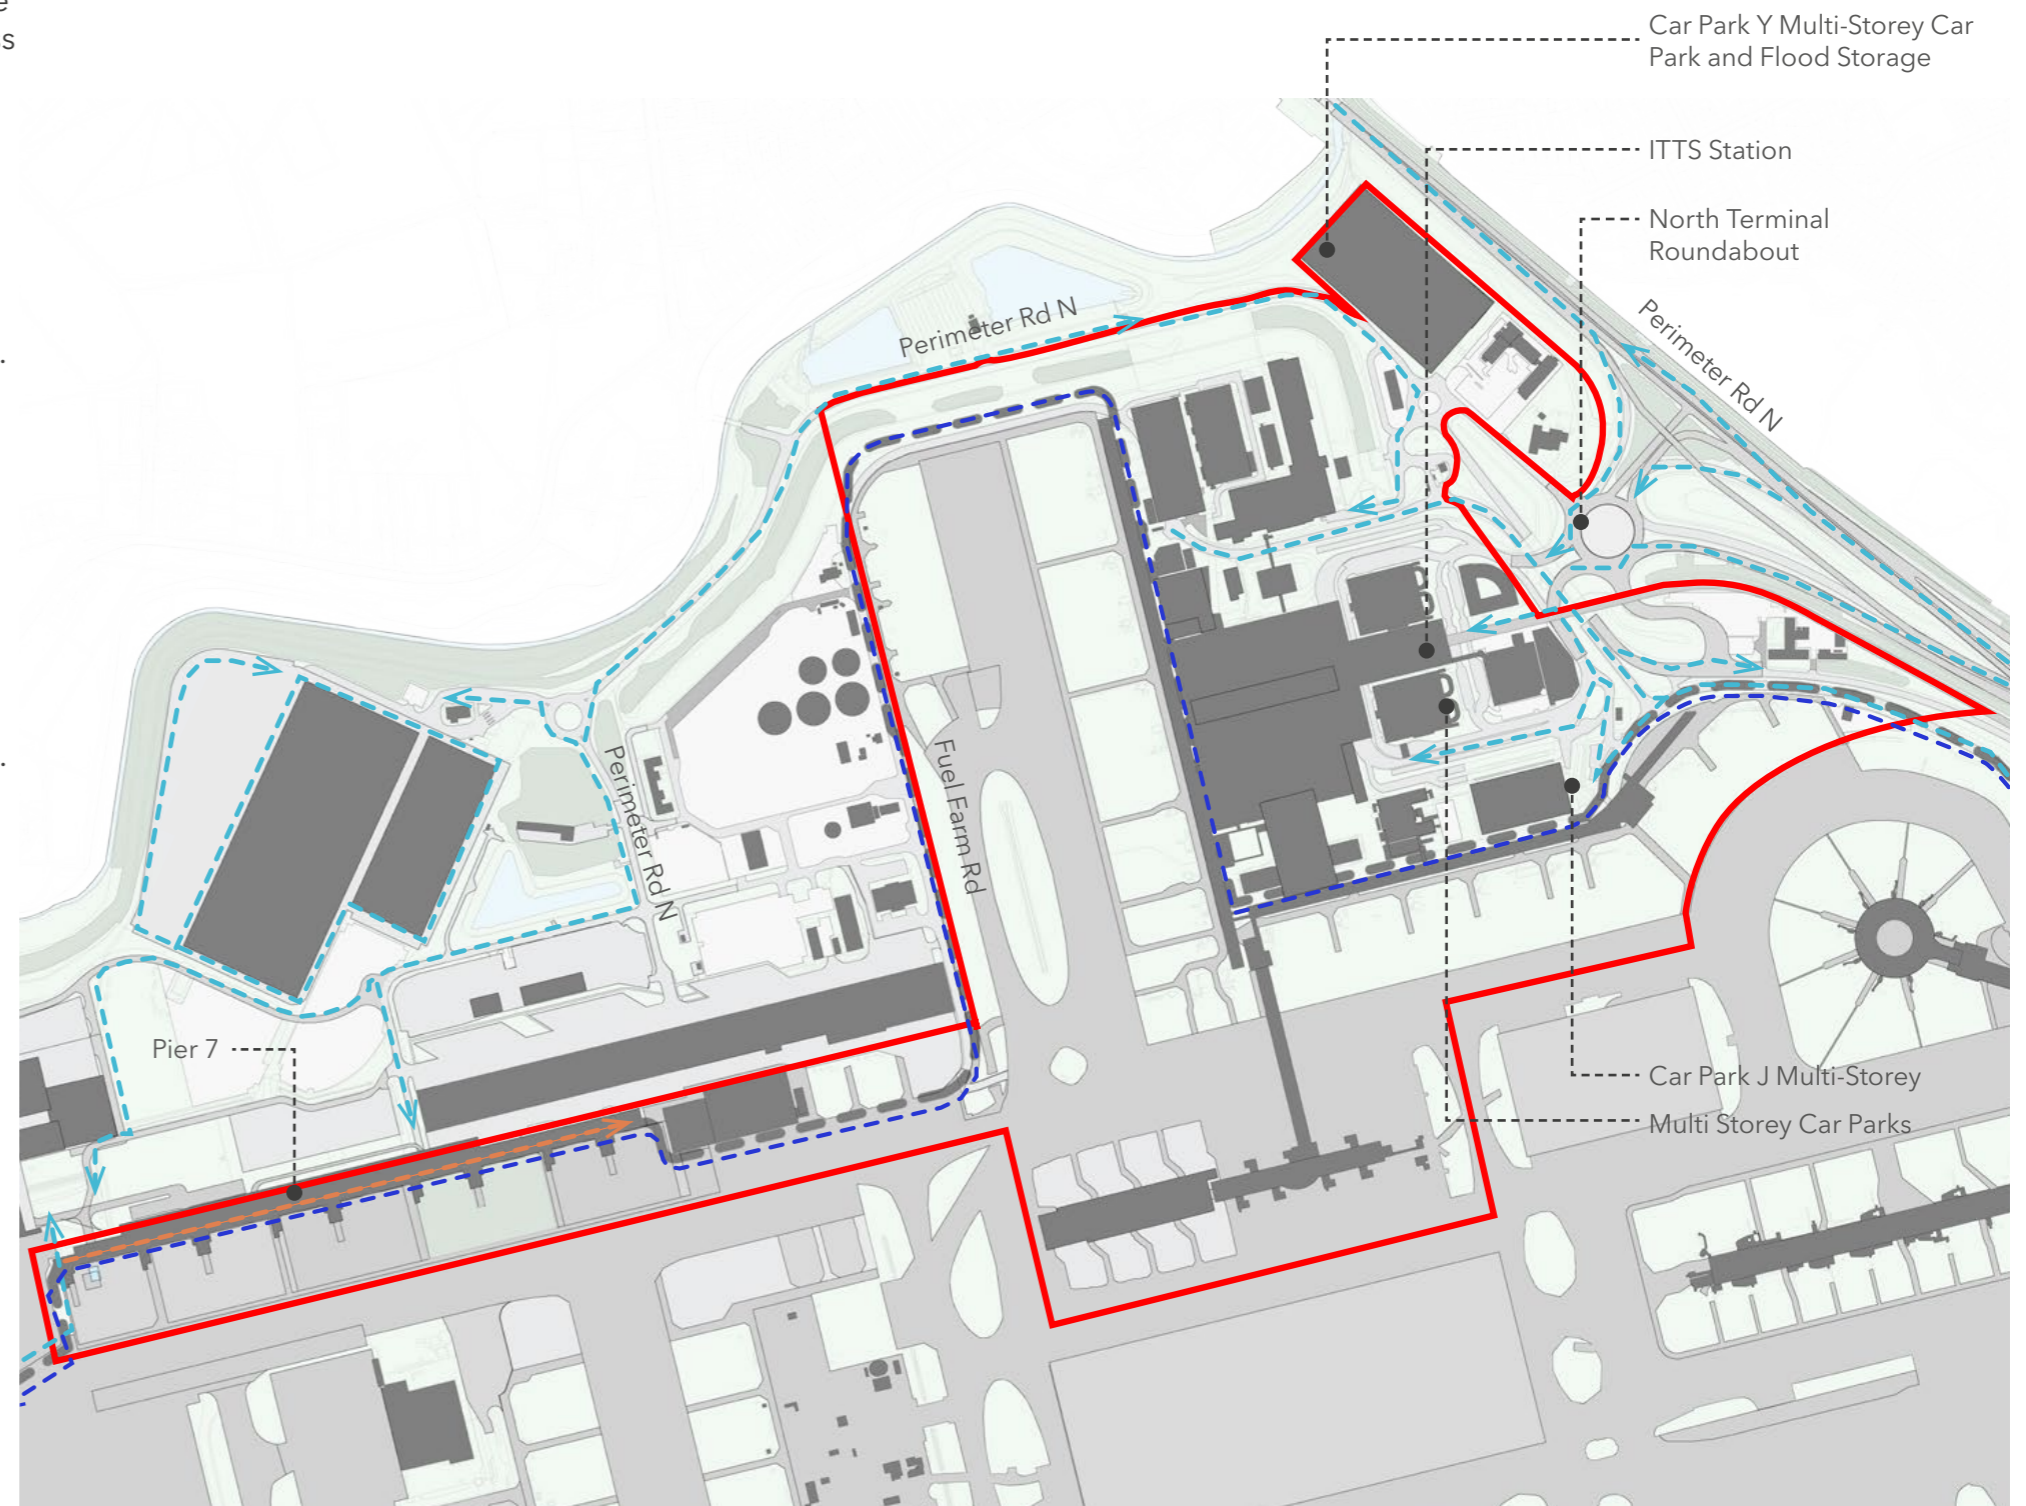 Car Park Y Multi-Storey Car
Park and Flood Storage
ITTS Station
North Terminal
Roundabout
Perimeter Rd N
Perimeter Rd N
Perimeter Rd N
Fuel Farm Rd
Pier 7
Car Park J Multi-Storey
Multi Storey Car Parks